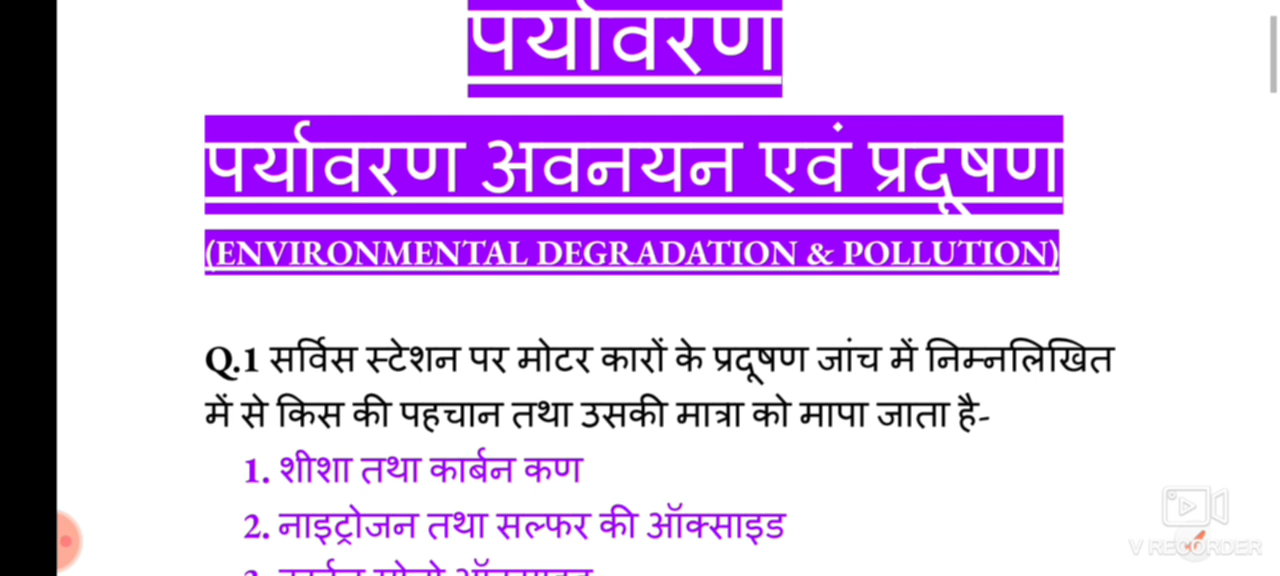 पर्यावरण
पर्यावरण अवनयन एवं प्रदूषण
(ENVIRONMENTAL DEGRADATION & POLLUTION)
Q.1 सर्विस स्टेशन पर मोटर कारों के प्रदूषण जांच में निम्नलिखित
में से किस की पहचान तथा उसकी मात्रा को मापा जाता है-
1. शीशा तथा कार्बन कण
2. नाइट्रोजन तथा सल्फर की ऑक्साइड
V RECORDER